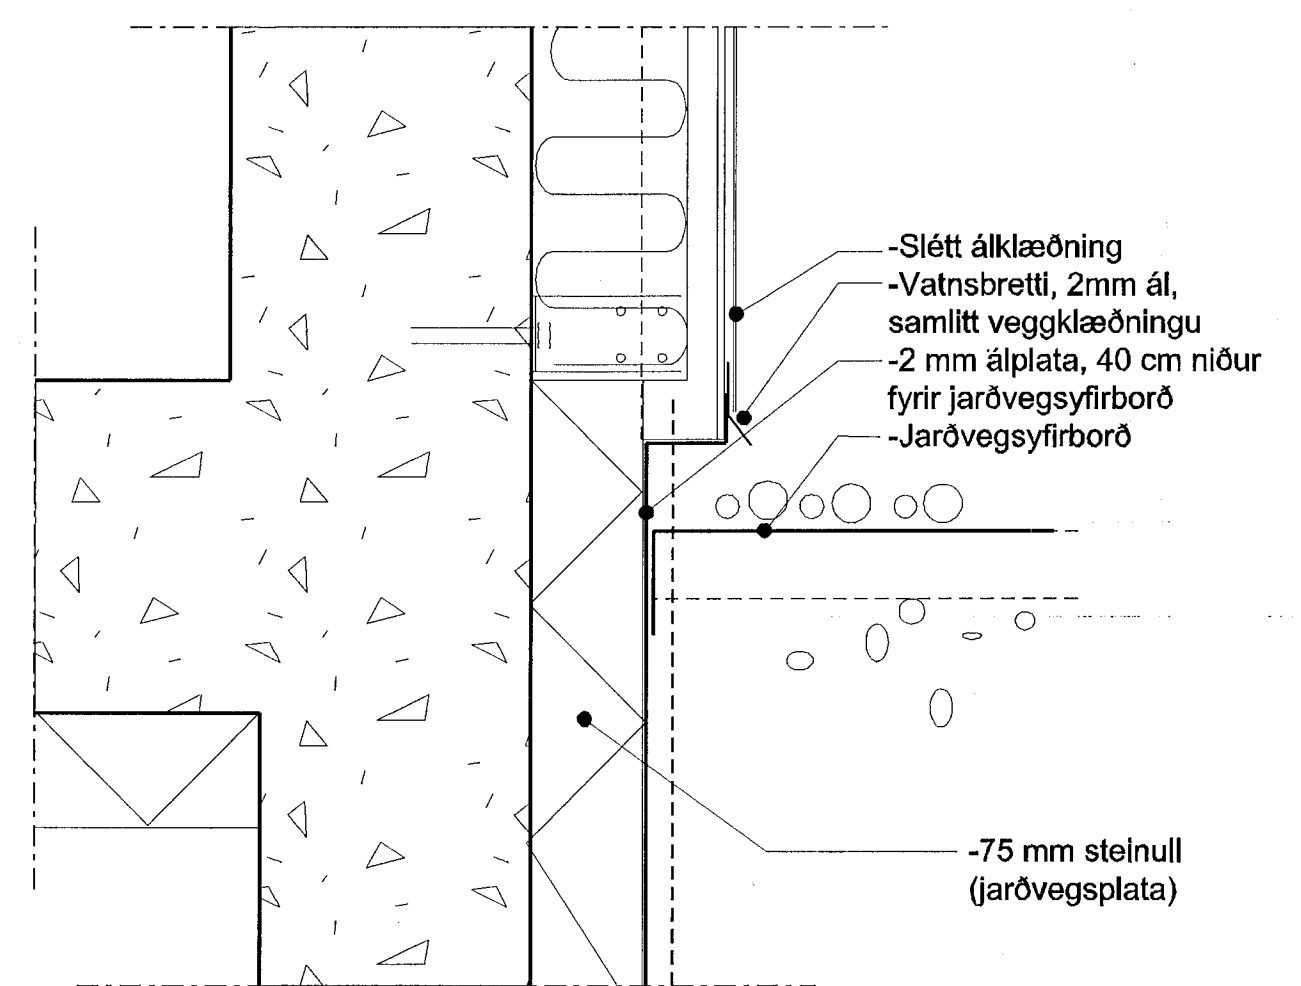 -Slétt álklæðning
-Vatnsbretti, 2mm ál,
samlitt veggklæðningu
-2 mm álplata, 40 cm niður
fyrir jarðvegsyfirborð
-Jarðvegsyfirborð
-75 mm steinull
(jarðvegsplata)